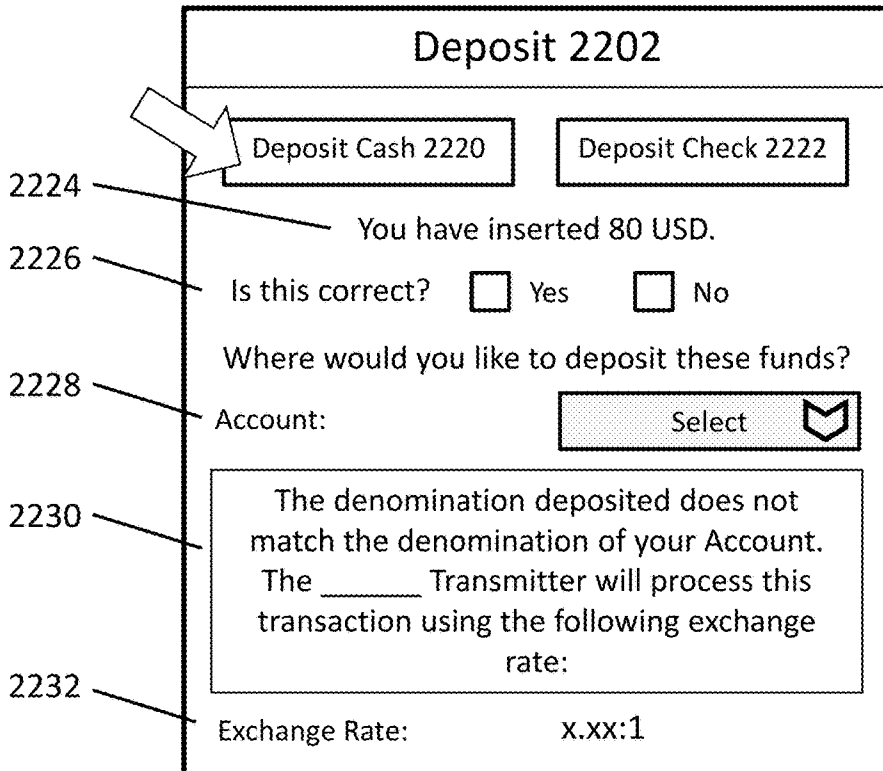 Deposit 2202
Deposit Cash 2220
Deposit Check 2222
2224
You have inserted 80 USD.
2226
Is this correct? Yes No
Where would you like to deposit these funds?
2228
Account: Select
2230
The denomination deposited does not
match the denomination of your Account.
The ______ Transmitter will process this
transaction using the following exchange
rate:
2232
Exchange Rate: x.xx:1